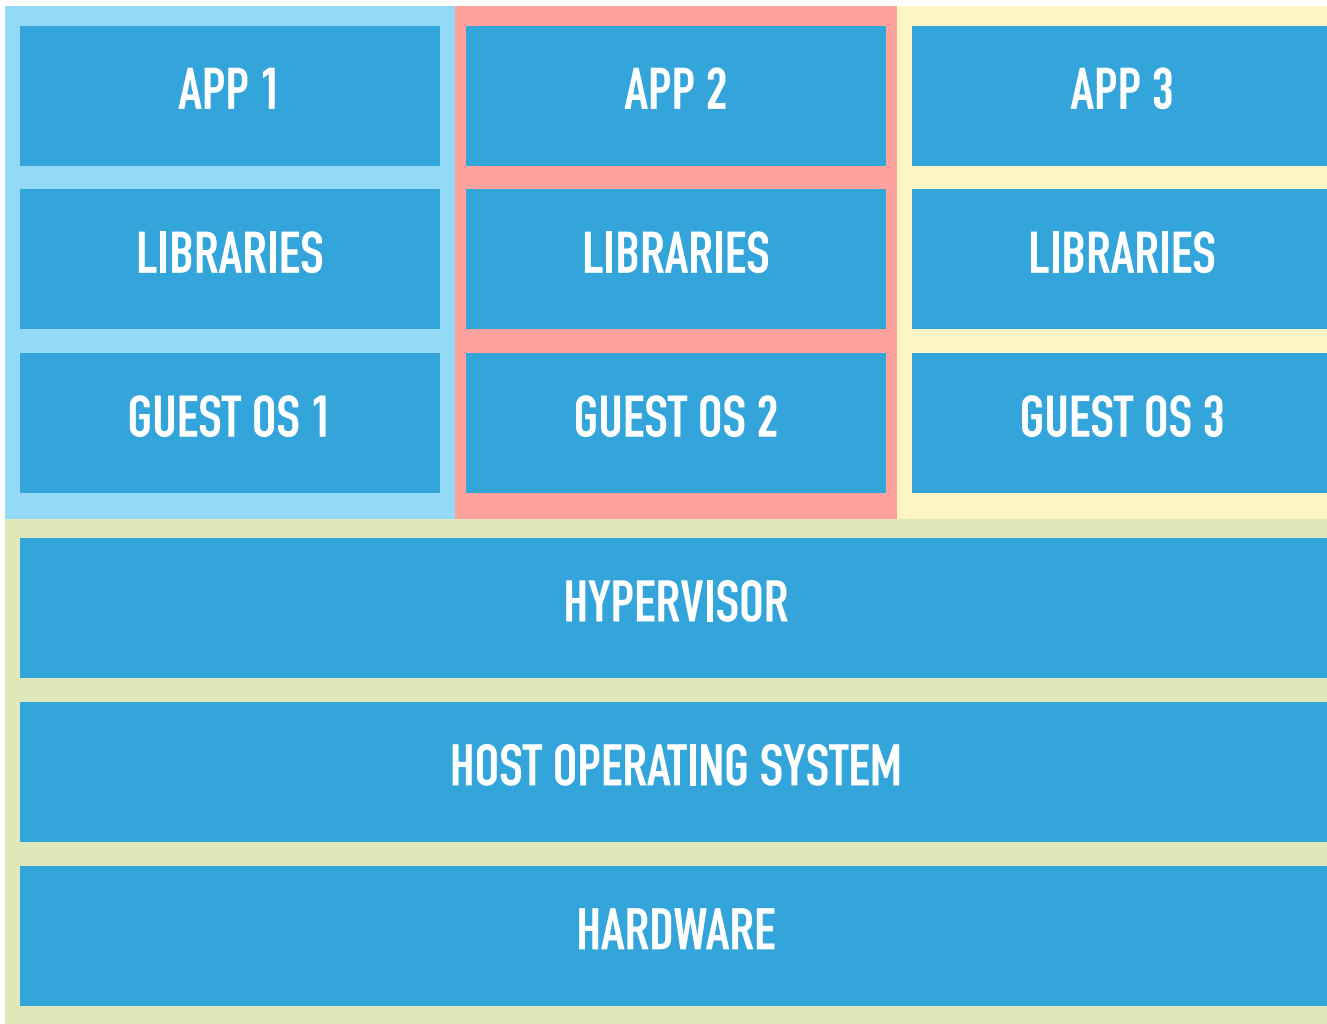 APP 1
APP 2
APP 3
LIBRARIES
LIBRARIES
LIBRARIES
GUEST OS 1
GUEST OS 2
GUEST OS 3
HYPERVISOR
HOST OPERATING SYSTEM
HARDWARE